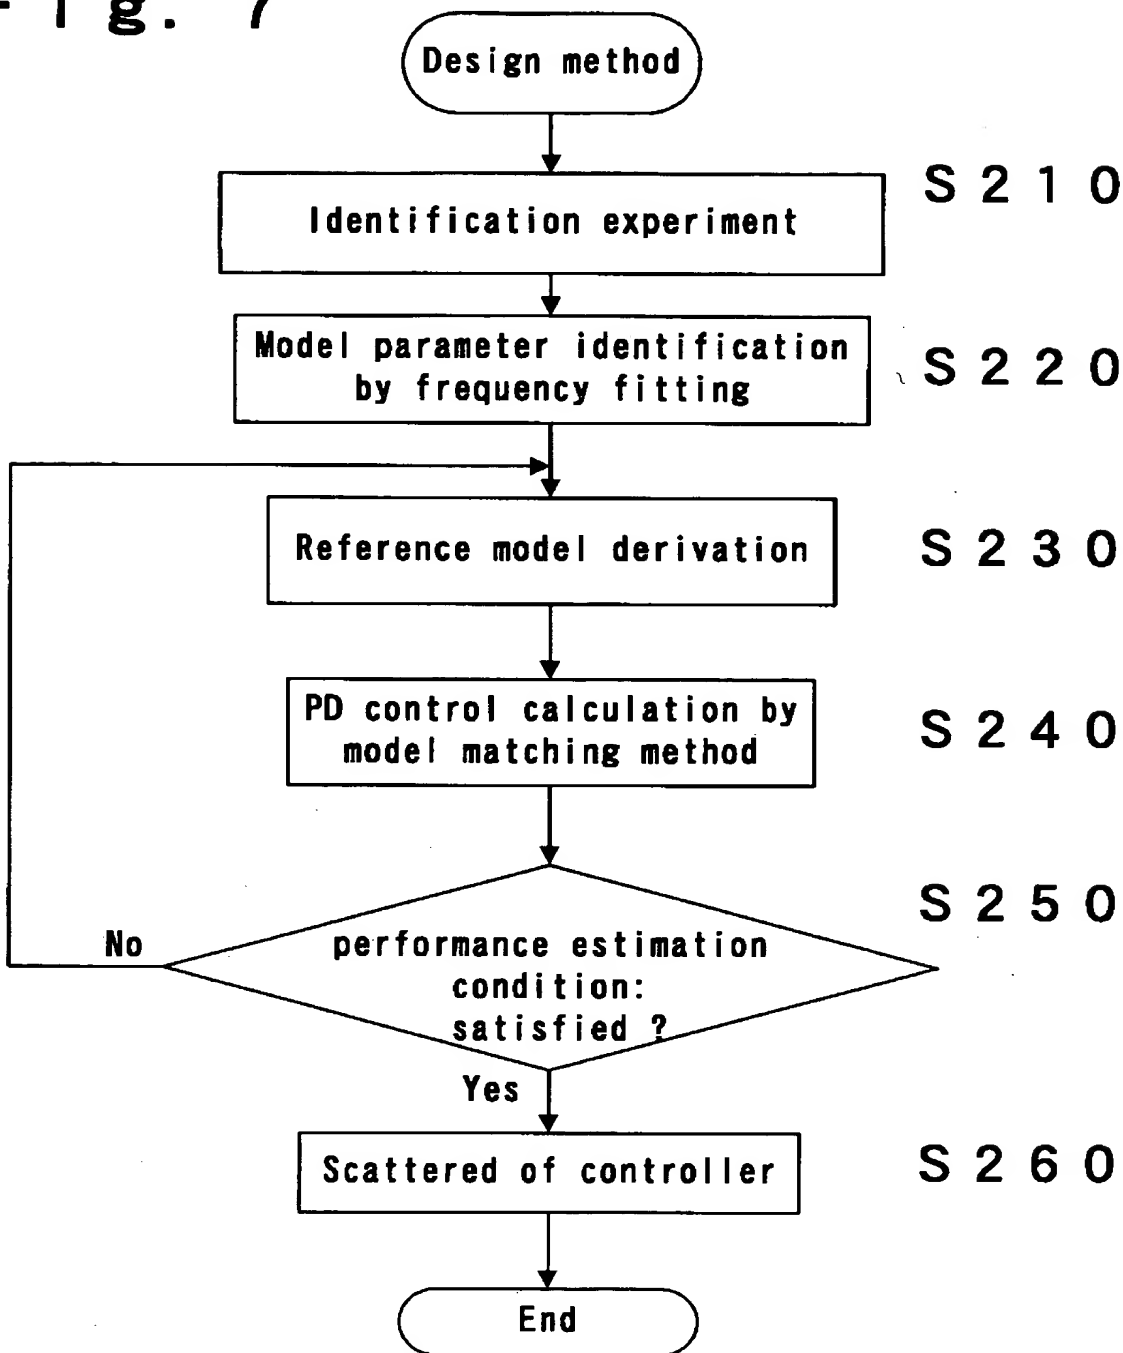 Fig. 7
Design method
Identification experiment
S210
Model parameter identification
by frequency fitting
S220
Reference model derivation
S230
PD control calculation by
model matching method
S240
performance estimation
condition:
satisfied ?
S250
No
Yes
Scattered of controller
S260
End